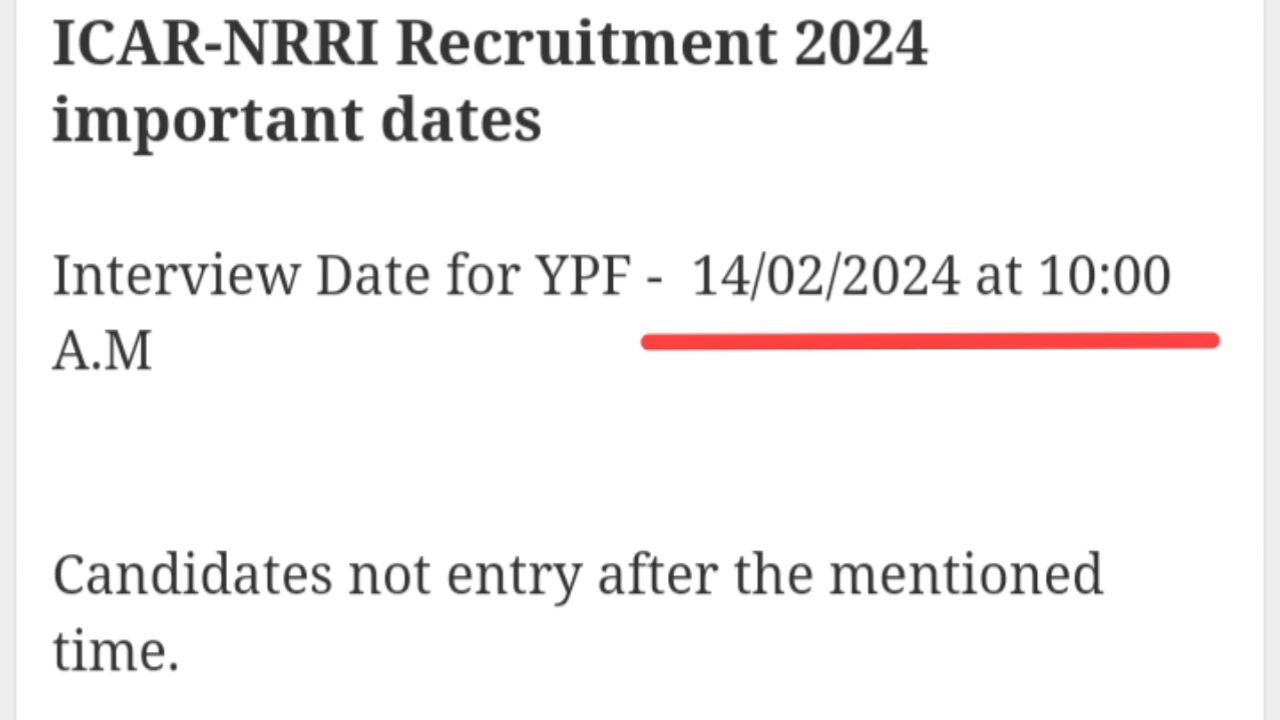 ICAR-NRRI Recruitment 2024
important dates
Interview Date for YPF -  14/02/2024 at 10:00
A.M
Candidates not entry after the mentioned
time.